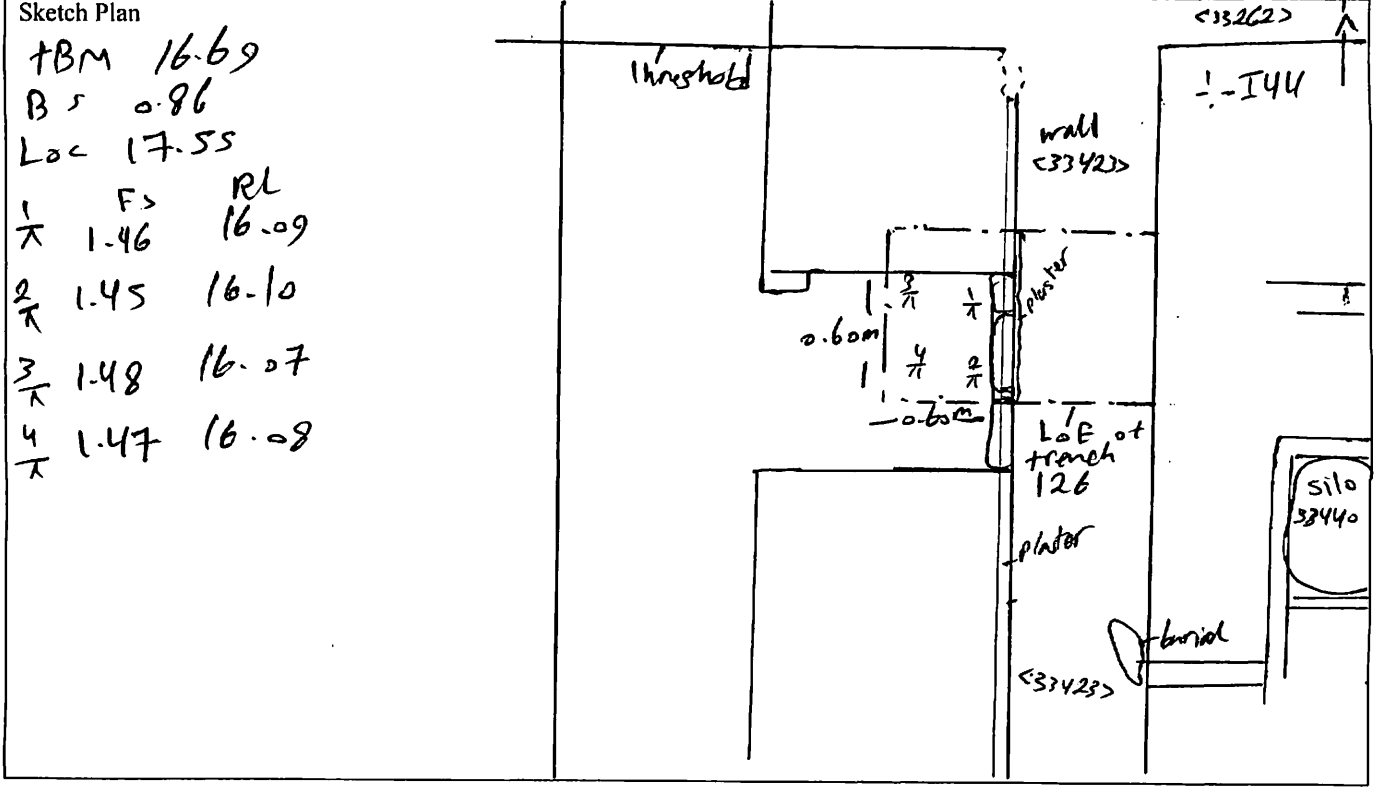 Sketch Plan
TBM 16.69
BS 0.86
Loc 17.55
Fs RL
1/π 1.46 16.09
2/π 1.45 16.10
3/π 1.48 16.07
4/π 1.47 16.08
Threshold
<33262>
-I44
wall
<33423>
plaster
3/π
1/π
0.60m
4/π
2/π
0.60m
LoE of
trench
126
silo
33440
plater
burial
<33423>